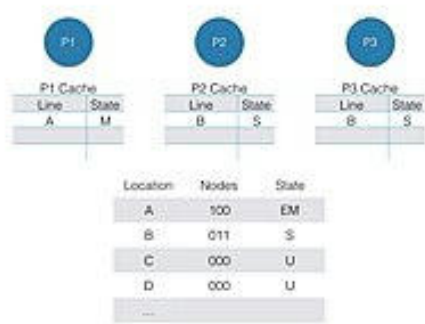 P1 P2 P3
P1 Cache P2 Cache P3 Cache
Line State Line State Line State
A M B S B S
Location Nodes State
A 100 EM
B 011 S
C 000 U
D 000 U
....